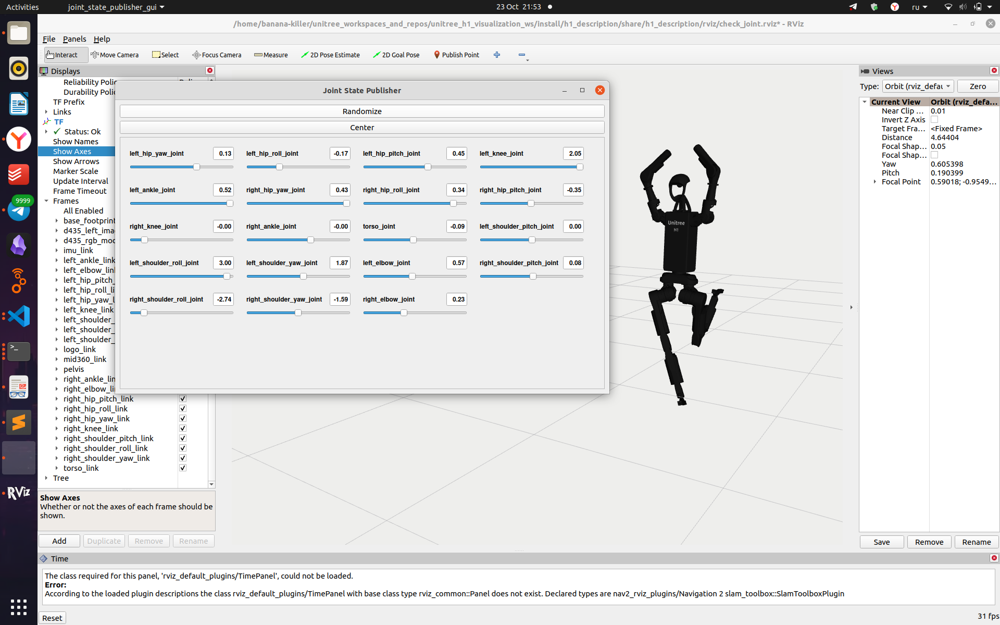 Activities
joint_state_publisher_gui
23 Oct 21:53
ru
/home/banana-killer/unitree_workspaces_and_repos/unitree_h1_visualization_ws/install/h1_description/share/h1_description/rviz/check_joint.rviz* - RViz
File Panels Help
Interact Move Camera Select Focus Camera Measure 2D Pose Estimate 2D Goal Pose Publish Point
Displays
Reliability Polic
Durability Polic
TF Prefix
Links
TF
Status: Ok
Show Names
Show Axes
Show Arrows
Marker Scale
Update Interval
Frame Timeout
Frames
All Enabled
base_footprint
d435_left_imag
d435_rgb_mod
imu_link
left_ankle_link
left_elbow_link
left_hip_pitch_
left_hip_roll_li
left_hip_yaw_l
left_knee_link
left_shoulder_
left_shoulder_
left_shoulder_
logo_link
mid360_link
pelvis
right_ankle_lin
right_elbow_li
right_hip_pitch_link
right_hip_roll_link
right_hip_yaw_link
right_knee_link
right_shoulder_pitch_link
right_shoulder_roll_link
right_shoulder_yaw_link
torso_link
Tree
Show Axes
Whether or not the axes of each frame should be
shown.
Add Duplicate Remove Rename
Joint State Publisher
Randomize
Center
left_hip_yaw_joint 0.13 left_hip_roll_joint -0.17 left_hip_pitch_joint 0.45 left_knee_joint 2.05
left_ankle_joint 0.52 right_hip_yaw_joint 0.43 right_hip_roll_joint 0.34 right_hip_pitch_joint -0.35
right_knee_joint -0.00 right_ankle_joint -0.00 torso_joint -0.09 left_shoulder_pitch_joint 0.00
left_shoulder_roll_joint 3.00 left_shoulder_yaw_joint 1.87 left_elbow_joint 0.57 right_shoulder_pitch_joint 0.08
right_shoulder_roll_joint -2.74 right_shoulder_yaw_joint -1.59 right_elbow_joint 0.23
Unitree
H1
Views
Type: Orbit (rviz_defau Zero
Current View Orbit (rviz_defa...
Near Clip ... 0.01
Invert Z Axis
Target Fra... <Fixed Frame>
Distance 4.64404
Focal Shap... 0.05
Focal Shap...
Yaw 0.605398
Pitch 0.190399
Focal Point 0.59018; -0.9549...
Save Remove Rename
Time
The class required for this panel, 'rviz_default_plugins/TimePanel', could not be loaded.
Error:
According to the loaded plugin descriptions the class rviz_default_plugins/TimePanel with base class type rviz_common::Panel does not exist. Declared types are nav2_rviz_plugins/Navigation 2 slam_toolbox::SlamToolboxPlugin
Reset
31 fps
9999
RViz